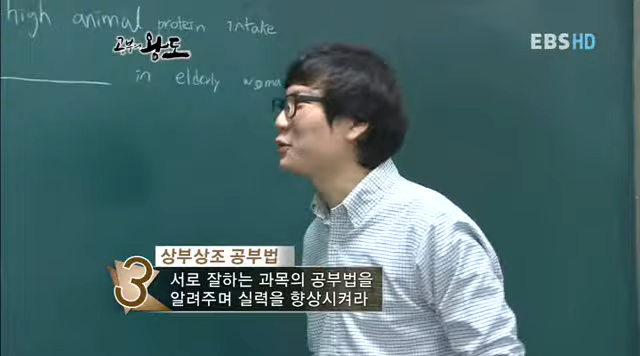 high animal protein intake
공부의 왕도
EBS HD
in elderly woma
상부상조 공부법
3
서로 잘하는 과목의 공부법을
알려주며 실력을 향상시켜라